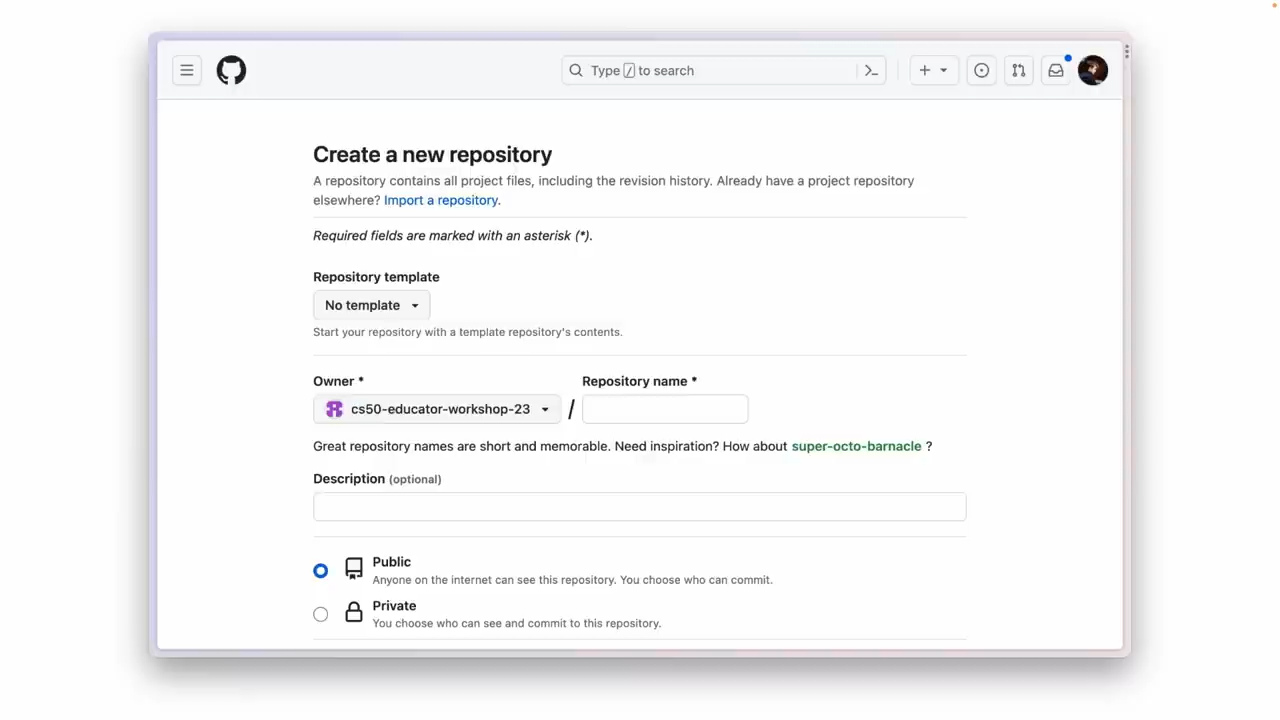 Type / to search
Create a new repository
A repository contains all project files, including the revision history. Already have a project repository
elsewhere? Import a repository.
Required fields are marked with an asterisk (*).
Repository template
No template
Start your repository with a template repository's contents.
Owner * Repository name *
cs50-educator-workshop-23 /
Great repository names are short and memorable. Need inspiration? How about super-octo-barnacle ?
Description (optional)
Public
Anyone on the internet can see this repository. You choose who can commit.
Private
You choose who can see and commit to this repository.